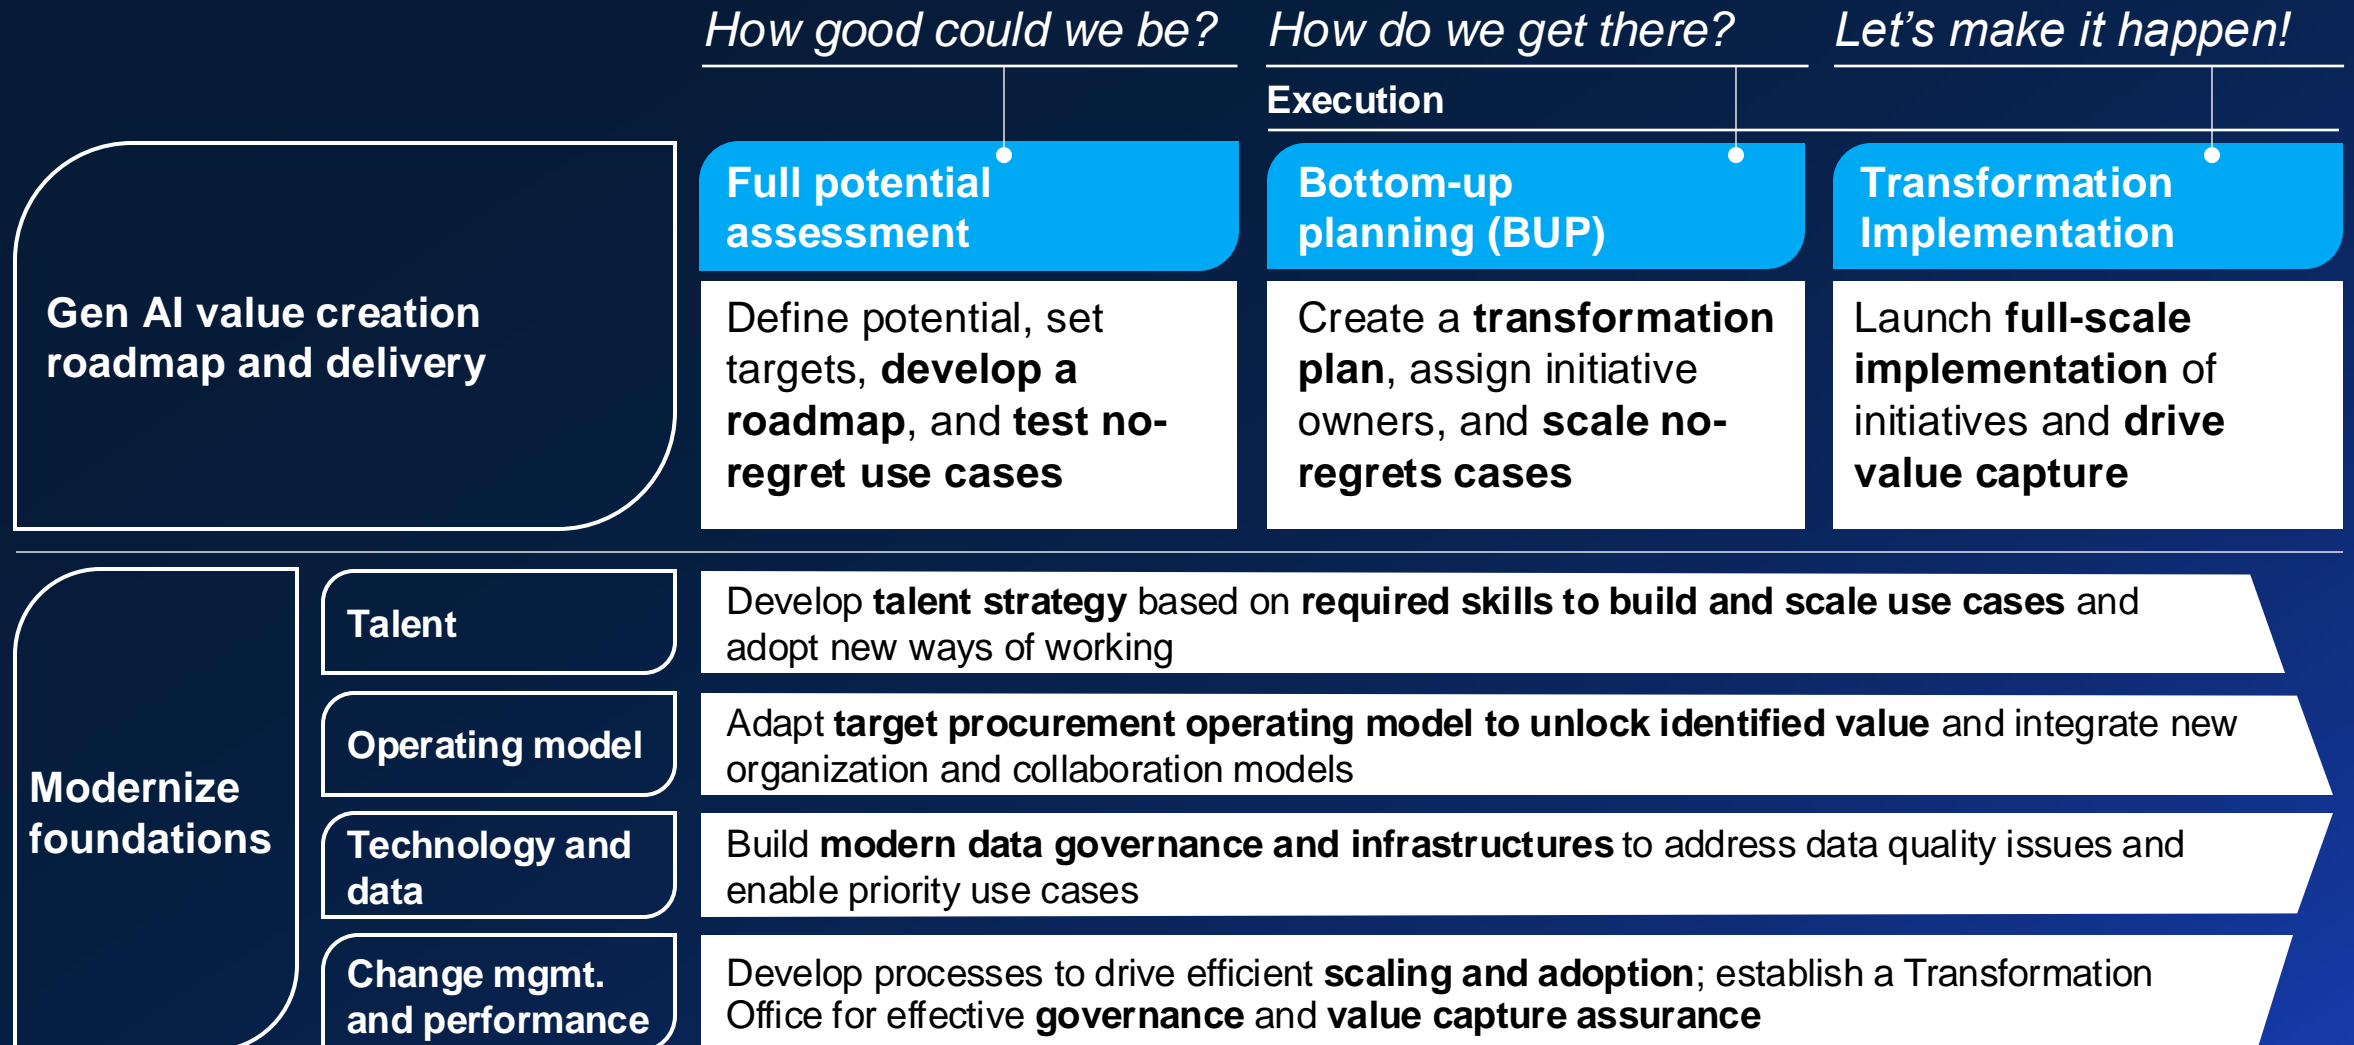 How good could we be?
How do we get there?
Let's make it happen!
Execution
Full potential
assessment
Bottom-up
planning (BUP)
Transformation
Implementation
Gen AI value creation
roadmap and delivery
Define potential, set
targets, develop a
roadmap, and test no-
regret use cases
Create a transformation
plan, assign initiative
owners, and scale no-
regrets cases
Launch full-scale
implementation of
initiatives and drive
value capture
Modernize
foundations
Talent
Develop talent strategy based on required skills to build and scale use cases and
adopt new ways of working
Operating model
Adapt target procurement operating model to unlock identified value and integrate new
organization and collaboration models
Technology and
data
Build modern data governance and infrastructures to address data quality issues and
enable priority use cases
Change mgmt.
and performance
Develop processes to drive efficient scaling and adoption; establish a Transformation
Office for effective governance and value capture assurance